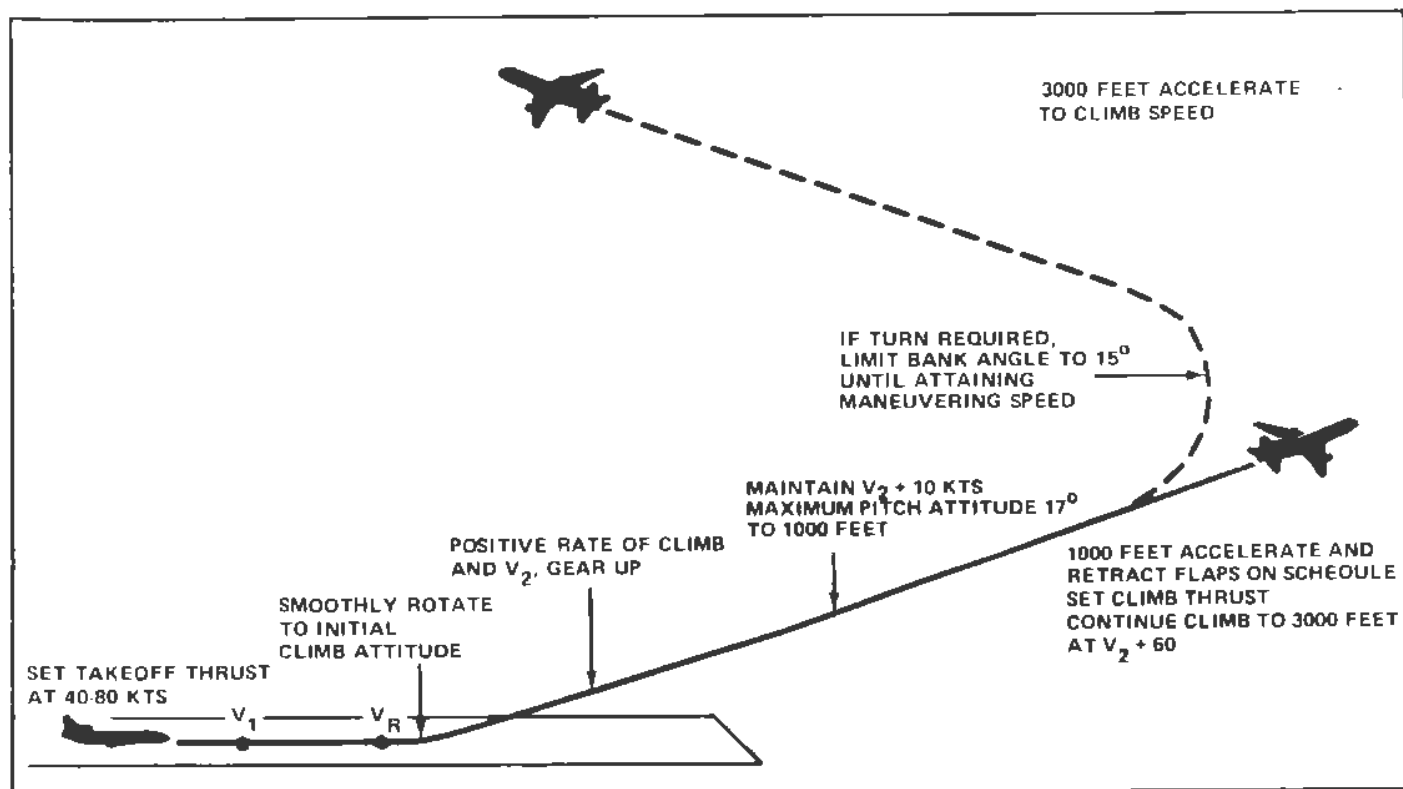 3000 FEET ACCELERATE
TO CLIMB SPEED
IF TURN REQUIRED,
LIMIT BANK ANGLE TO 15°
UNTIL ATTAINING
MANEUVERING SPEED
MAINTAIN V₂ + 10 KTS
MAXIMUM PITCH ATTITUDE 17°
TO 1000 FEET
POSITIVE RATE OF CLIMB
AND V₂, GEAR UP
1000 FEET ACCELERATE AND
RETRACT FLAPS ON SCHEDULE
SET CLIMB THRUST
CONTINUE CLIMB TO 3000 FEET
AT V₂ + 60
SMOOTHLY ROTATE
TO INITIAL
CLIMB ATTITUDE
SET TAKEOFF THRUST
AT 40-80 KTS
V₁
V_R